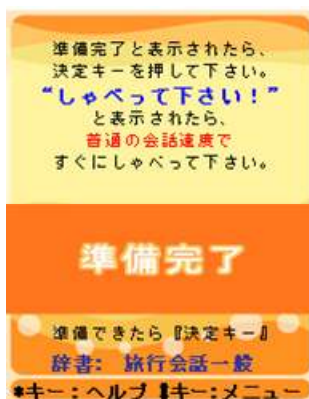 準備完了と表示されたら、
決定キーを押して下さい。
“しゃべって下さい！”
と表示されたら、
普通の会話速度で
すぐにしゃべって下さい。
準備完了
準備できたら『決定キー』
辞書： 旅行会話一般
*キー：ヘルプ #キー：メニュー